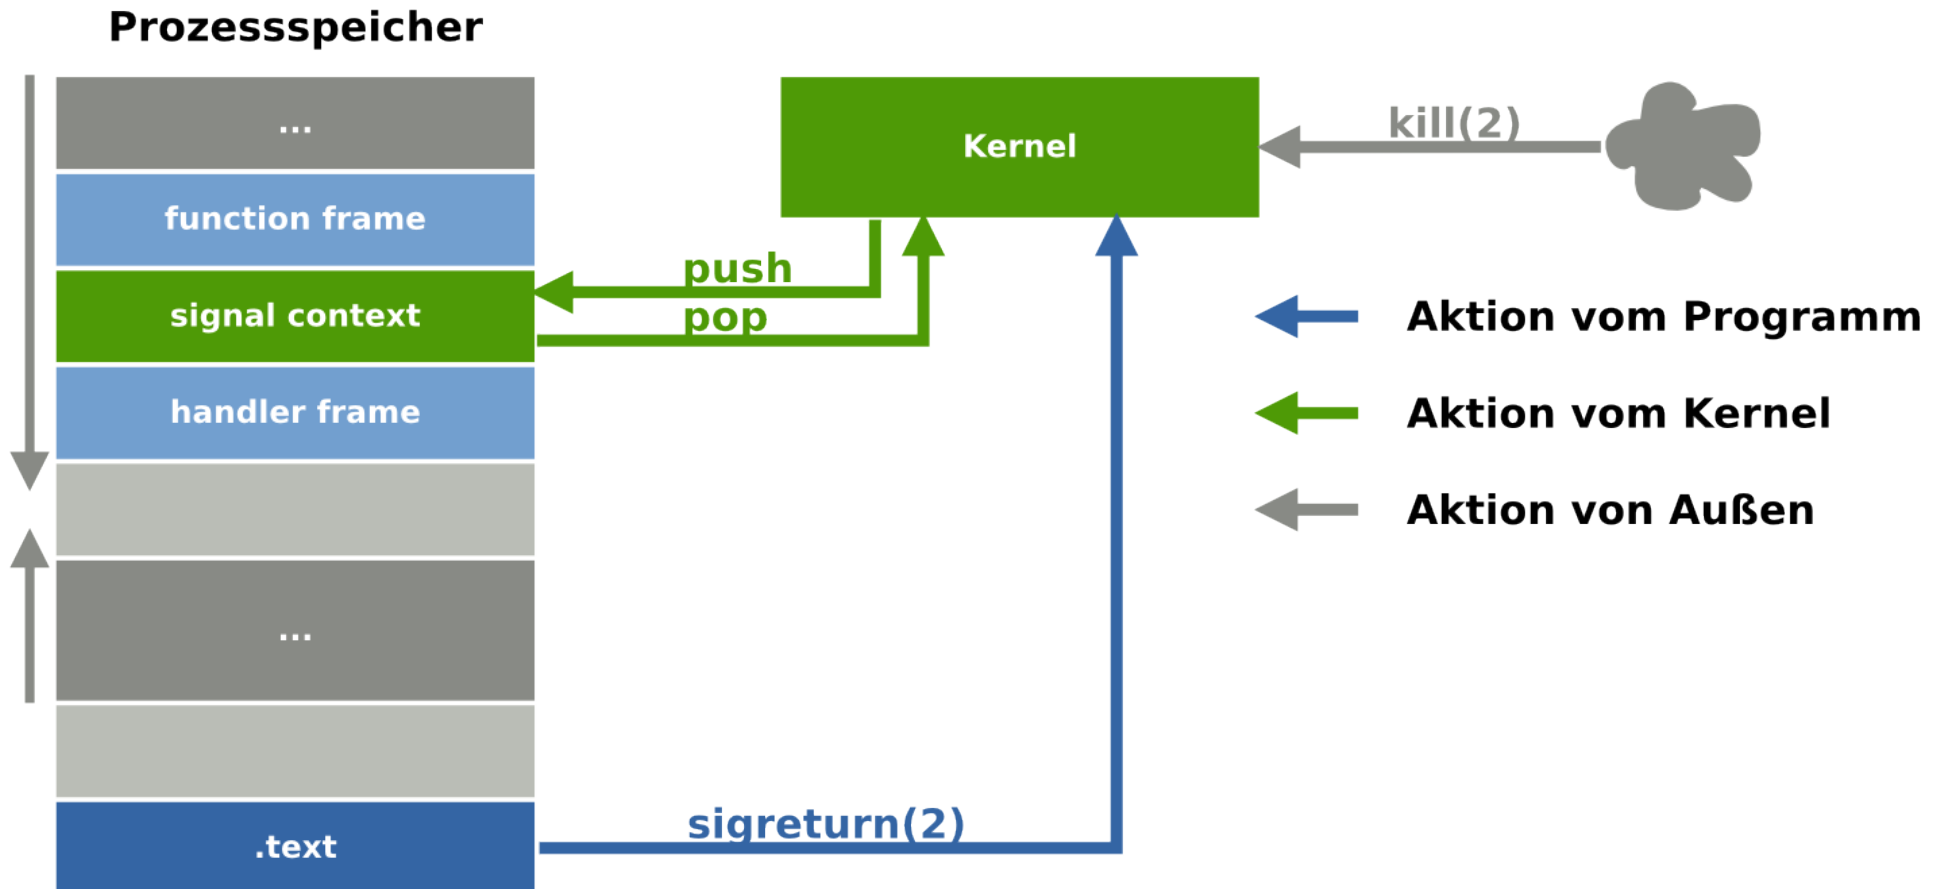 Prozessspeicher
...
function frame
signal context
handler frame
...
.text
Kernel
kill(2)
push
pop
sigreturn(2)
Aktion vom Programm
Aktion vom Kernel
Aktion von Außen